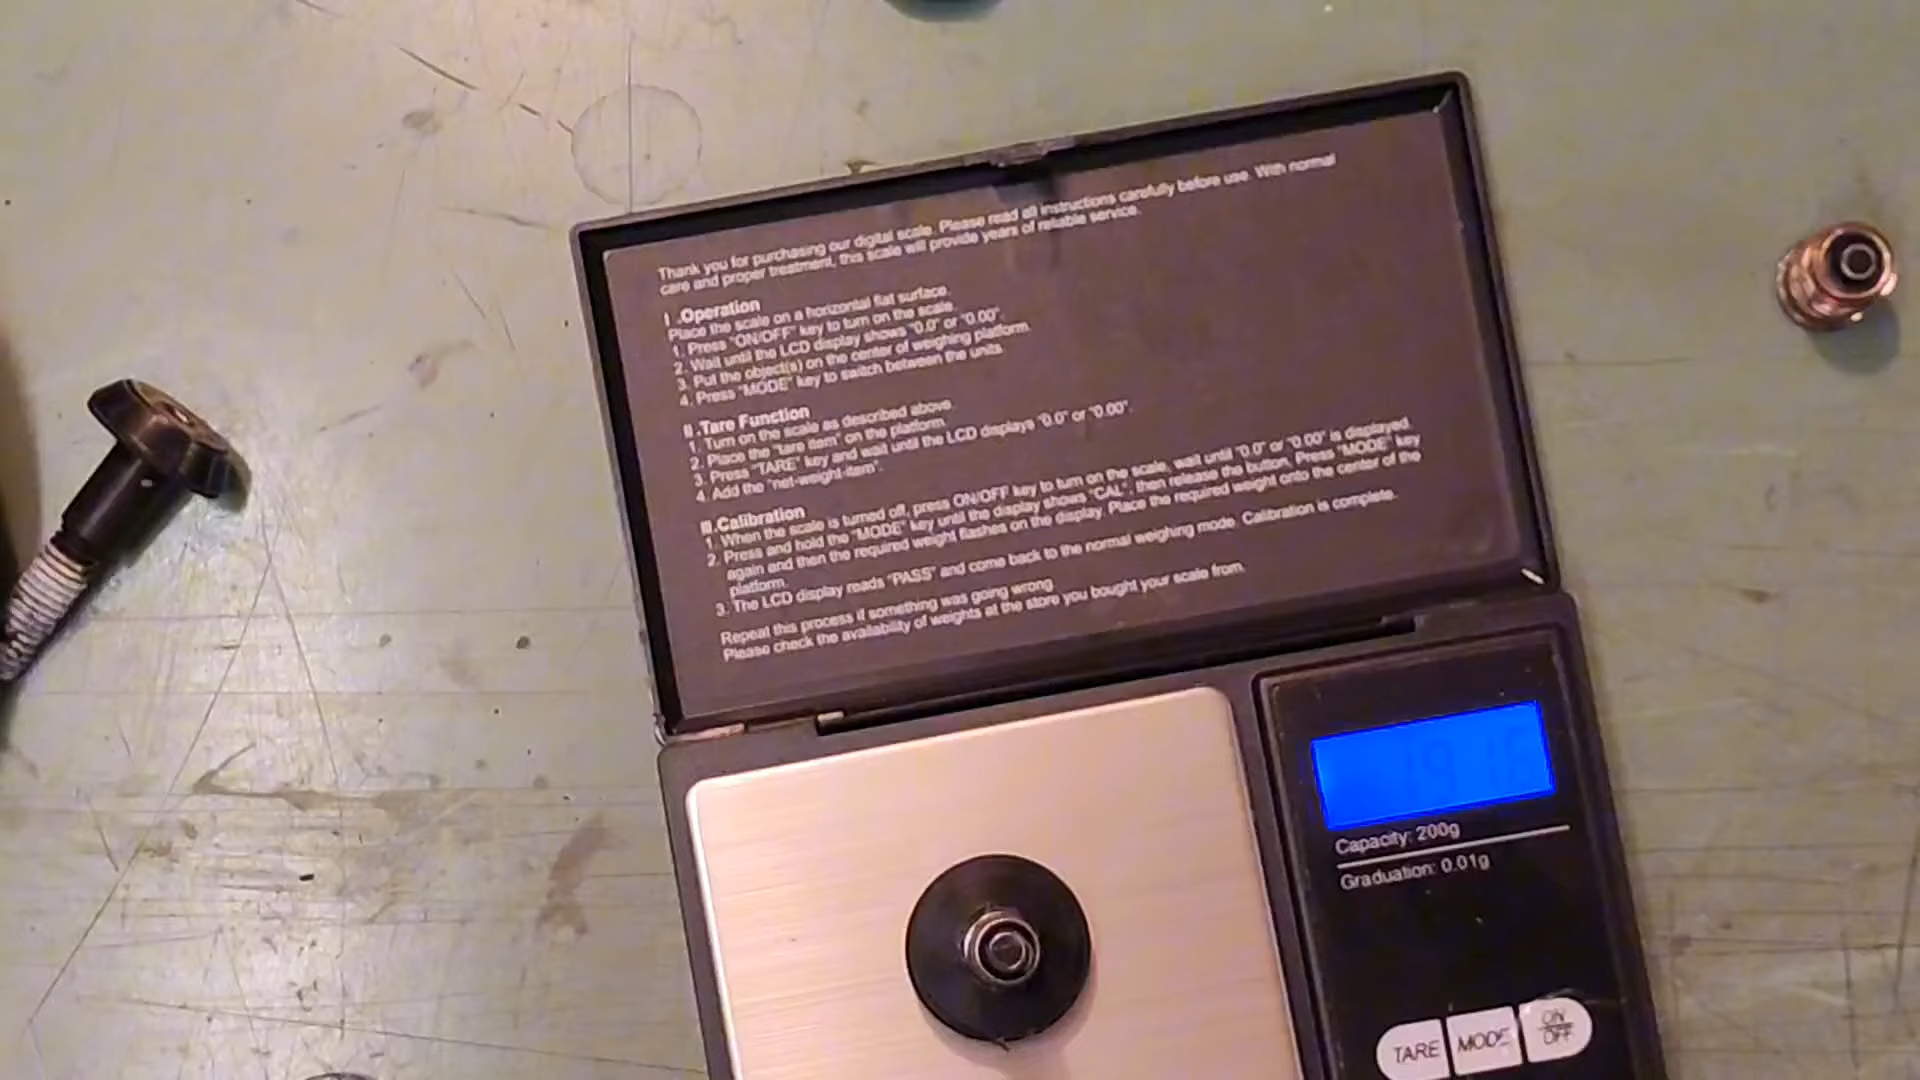 Thank you for purchasing our digital scale. Please read all instructions carefully before use. With normal
care and proper treatment, this scale will provide years of reliable service.
I .Operation
Place the scale on a horizontal flat surface.
1. Press "ON/OFF" key to turn on the scale.
2. Wait until the LCD display shows "0.0" or "0.00".
3. Put the object(s) on the center of weighing platform.
4. Press "MODE" key to switch between the units.
II .Tare Function
1. Turn on the scale as described above.
2. Place the "tare item" on the platform.
3. Press "TARE" key and wait until the LCD displays "0.0" or "0.00".
4. Add the "net-weight-item".
III.Calibration
1. When the scale is turned off, press ON/OFF key to turn on the scale, wait until "0.0" or "0.00" is displayed.
2. Press and hold the "MODE" key until the display shows "CAL", then release the button, Press "MODE" key
again and then the required weight flashes on the display. Place the required weight onto the center of the
platform.
3. The LCD display reads "PASS" and come back to the normal weighing mode. Calibration is complete.
Repeat this process if something was going wrong.
Please check the availability of weights at the store you bought your scale from.
Capacity: 200g
Graduation: 0.01g
TARE
MODE
ON
OFF